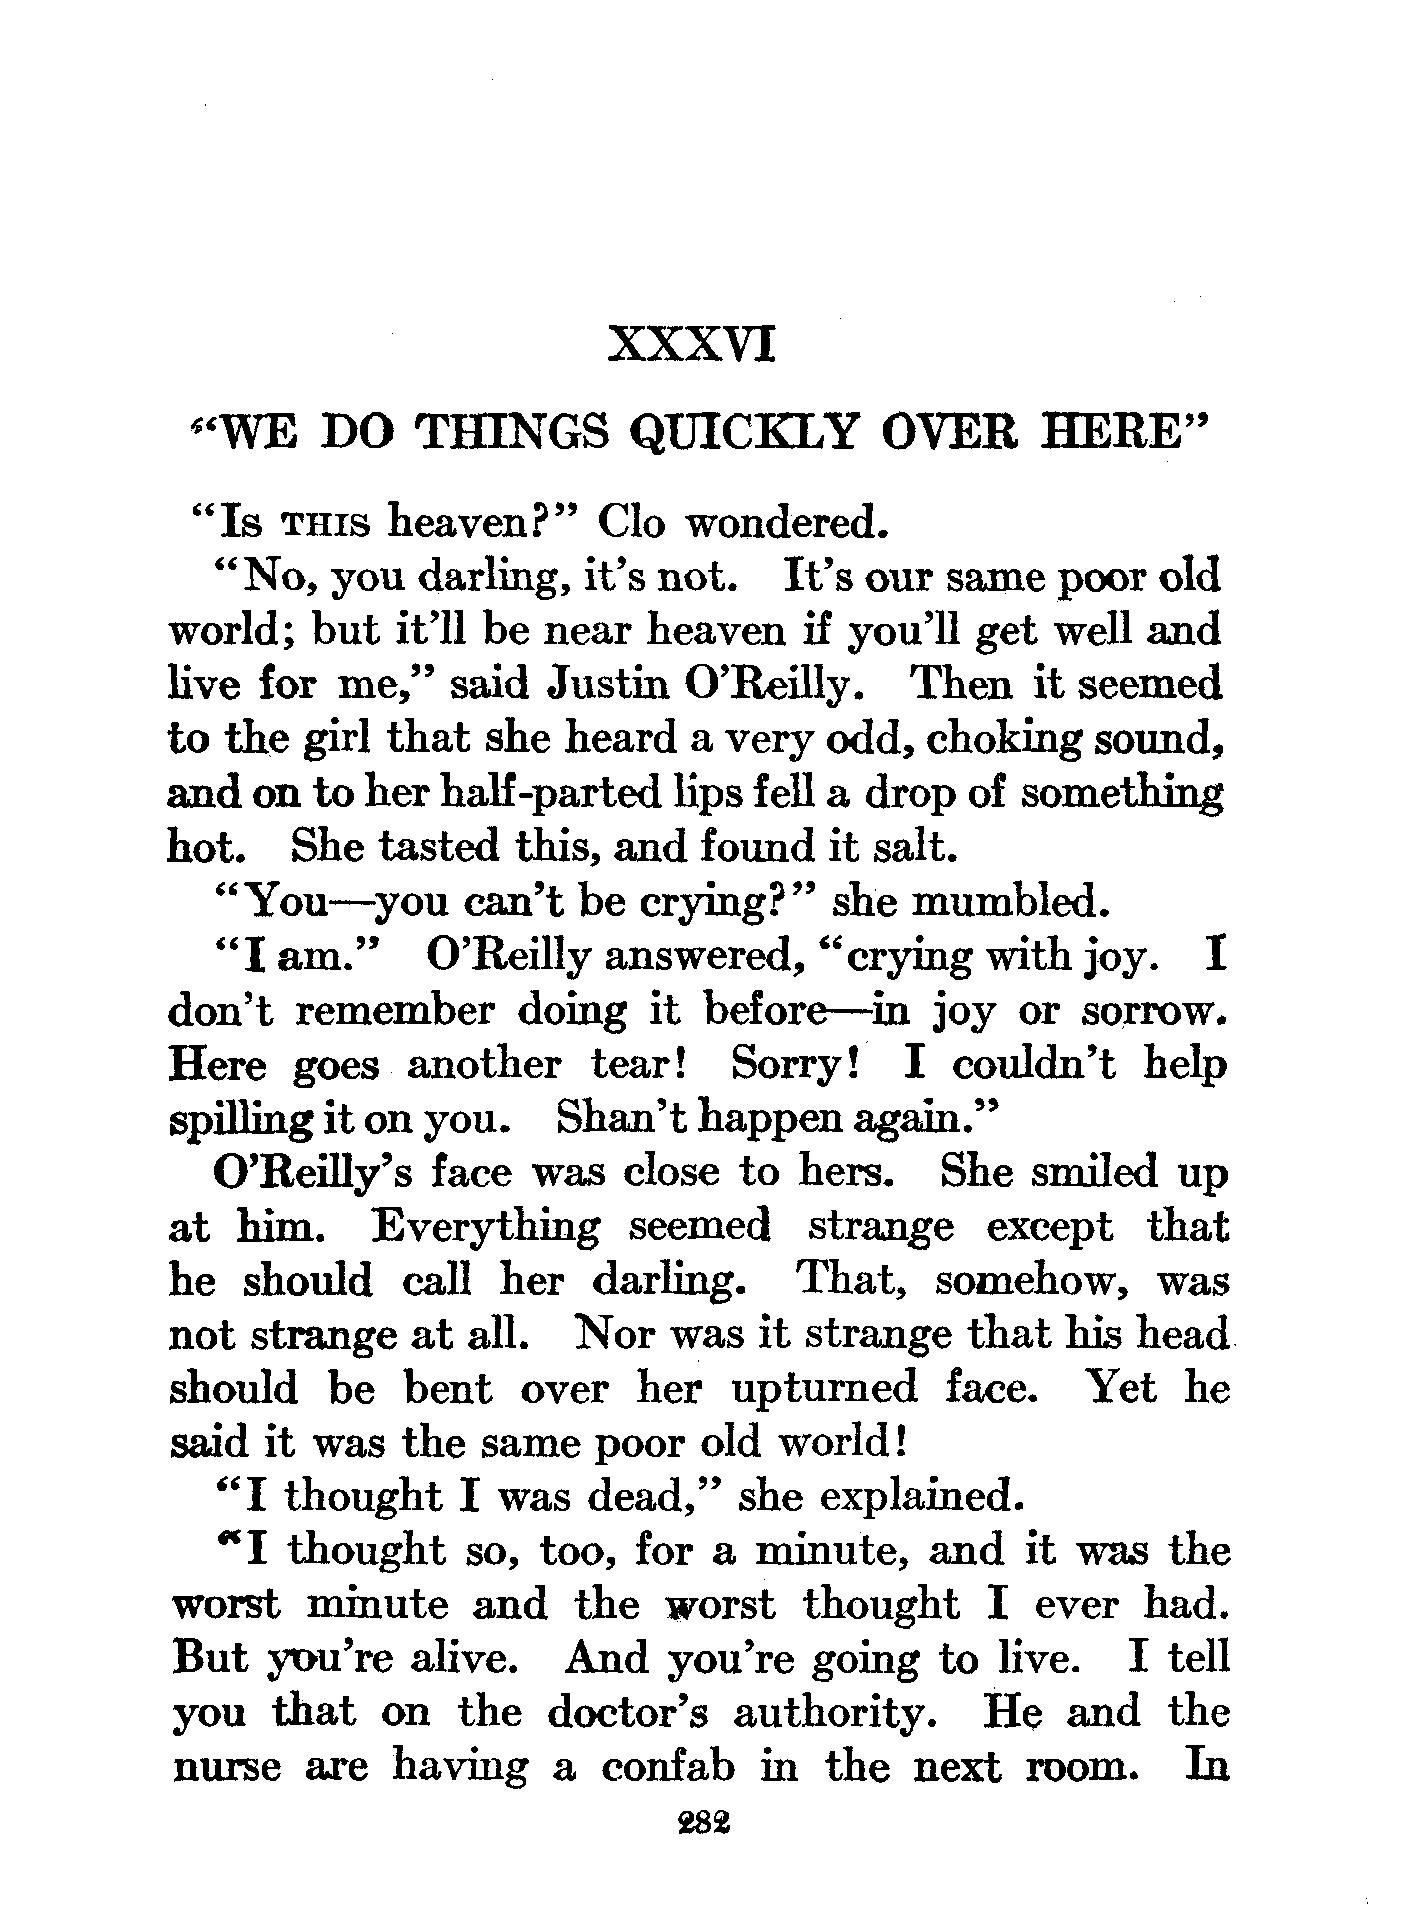 XXXVI
"WE DO THINGS QUICKLY OVER HERE"
"Is THIS heaven?" Clo wondered.
"No, you darling, it's not. It's our same poor old
world; but it'll be near heaven if you'll get well and
live for me," said Justin O'Reilly. Then it seemed
to the girl that she heard a very odd, choking sound,
and on to her half-parted lips fell a drop of something
hot. She tasted this, and found it salt.
"You—you can't be crying?" she mumbled.
"I am." O'Reilly answered, "crying with joy. I
don't remember doing it before—in joy or sorrow.
Here goes another tear! Sorry! I couldn't help
spilling it on you. Shan't happen again."
O'Reilly's face was close to hers. She smiled up
at him. Everything seemed strange except that
he should call her darling. That, somehow, was
not strange at all. Nor was it strange that his head
should be bent over her upturned face. Yet he
said it was the same poor old world!
"I thought I was dead," she explained.
"I thought so, too, for a minute, and it was the
worst minute and the worst thought I ever had.
But you're alive. And you're going to live. I tell
you that on the doctor's authority. He and the
nurse are having a confab in the next room. In
282